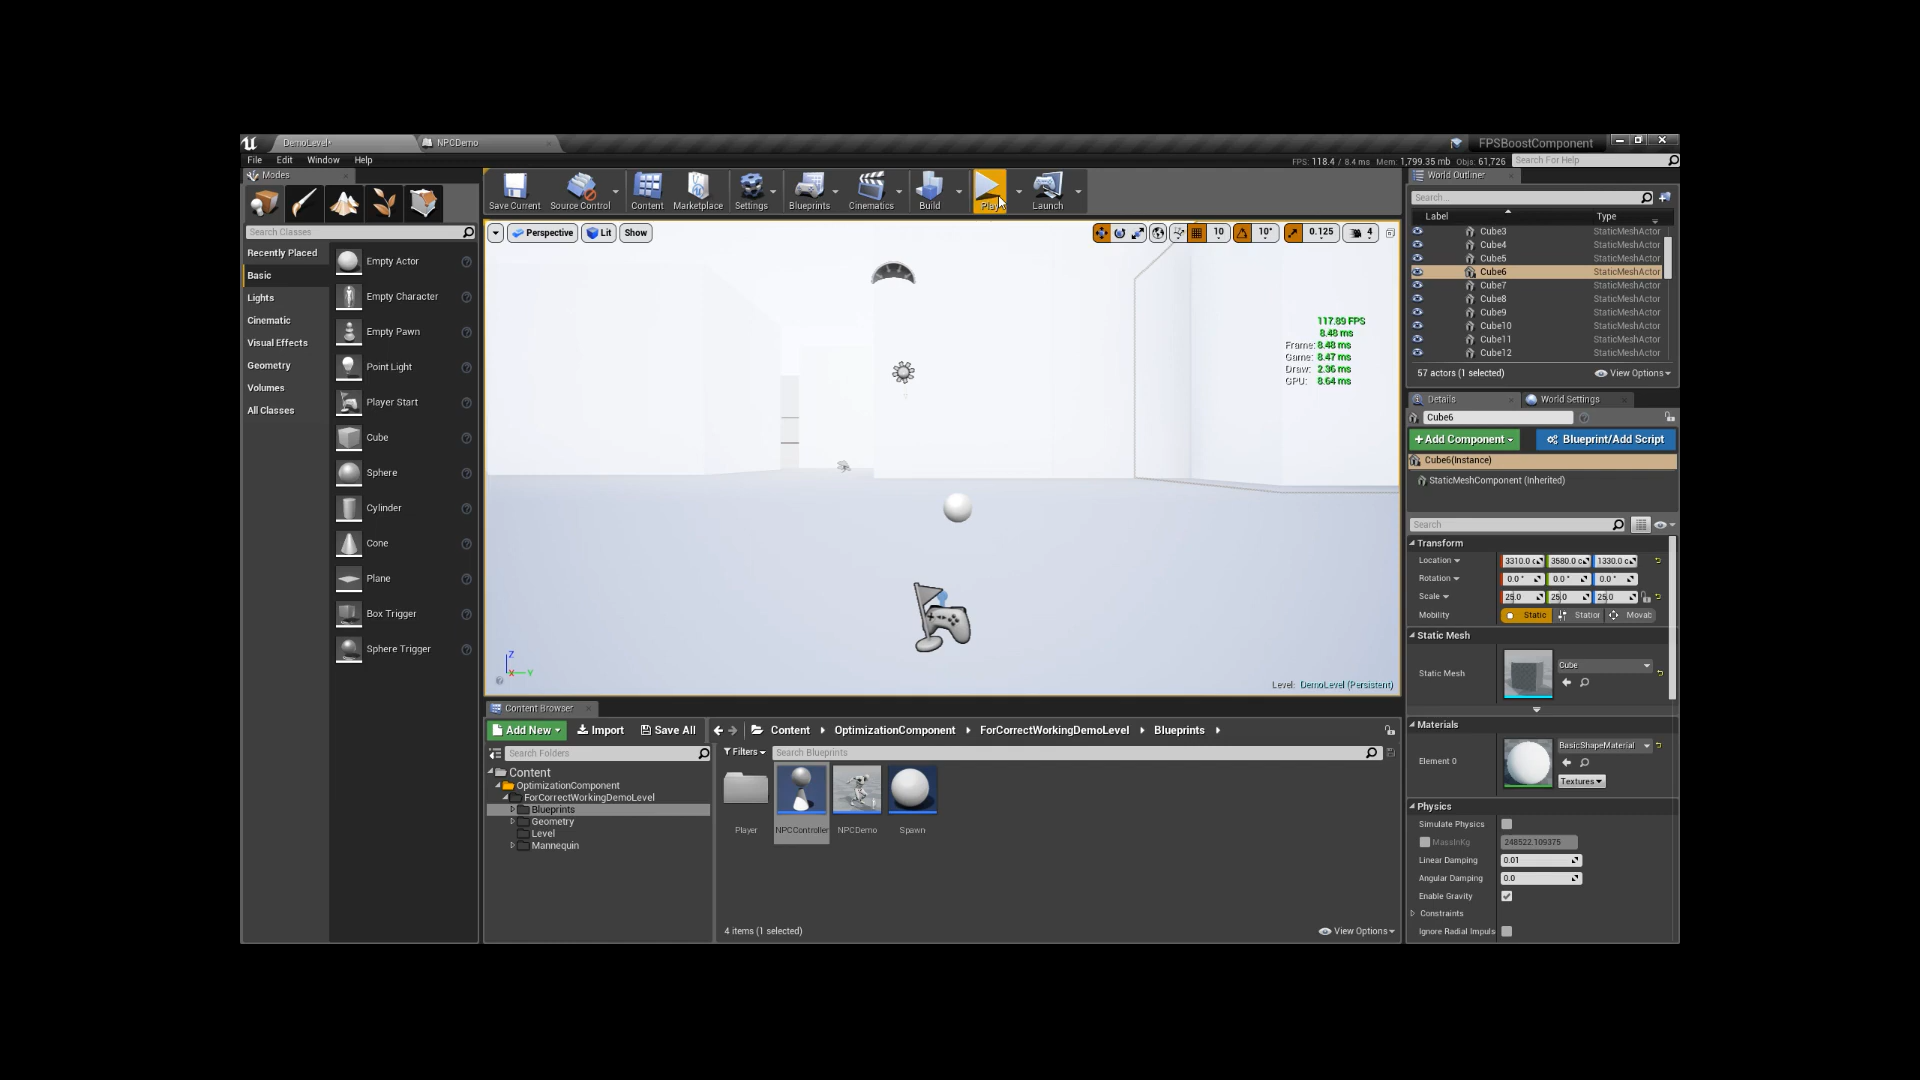 DemoLevel•
NPCDemo
FPSBoostComponent
File
Edit
Window
Help
FPS: 118.4 / 8.4 ms
Mem: 1,799.35 mb
Objs: 61,726
Search For Help
Modes
Save Current
Source Control
Content
Marketplace
Settings
Blueprints
Cinematics
Build
Play
Launch
Search Classes
Recently Placed
Basic
Lights
Cinematic
Visual Effects
Geometry
Volumes
All Classes
Empty Actor
Empty Character
Empty Pawn
Point Light
Player Start
Cube
Sphere
Cylinder
Cone
Plane
Box Trigger
Sphere Trigger
Perspective
Lit
Show
10
10°
0.125
4
117.89 FPS
8.48 ms
Frame: 8.48 ms
Game: 8.47 ms
Draw: 2.36 ms
GPU: 8.64 ms
Z
X
Y
Level: DemoLevel (Persistent)
Content Browser
Add New
Import
Save All
Content
OptimizationComponent
ForCorrectWorkingDemoLevel
Blueprints
Search Folders
Filters
Search Blueprints
Content
OptimizationComponent
ForCorrectWorkingDemoLevel
Blueprints
Geometry
Level
Mannequin
Player
NPCController
NPCDemo
Spawn
4 items (1 selected)
View Options
World Outliner
Search...
Label
Type
Cube3 StaticMeshActor
Cube4 StaticMeshActor
Cube5 StaticMeshActor
Cube6 StaticMeshActor
Cube7 StaticMeshActor
Cube8 StaticMeshActor
Cube9 StaticMeshActor
Cube10 StaticMeshActor
Cube11 StaticMeshActor
Cube12 StaticMeshActor
57 actors (1 selected)
View Options
Details
World Settings
Cube6
+Add Component
Blueprint/Add Script
Cube6(Instance)
StaticMeshComponent (Inherited)
Search
Transform
Location 3310.0 c 3580.0 c 1330.0 c
Rotation 0.0 ° 0.0 ° 0.0 °
Scale 25.0 25.0 25.0
Mobility Static Station Movab
Static Mesh
Static Mesh
Cube
Materials
Element 0
BasicShapeMaterial
Textures
Physics
Simulate Physics
MassInKg 248522.109375
Linear Damping 0.01
Angular Damping 0.0
Enable Gravity
Constraints
Ignore Radial Impuls